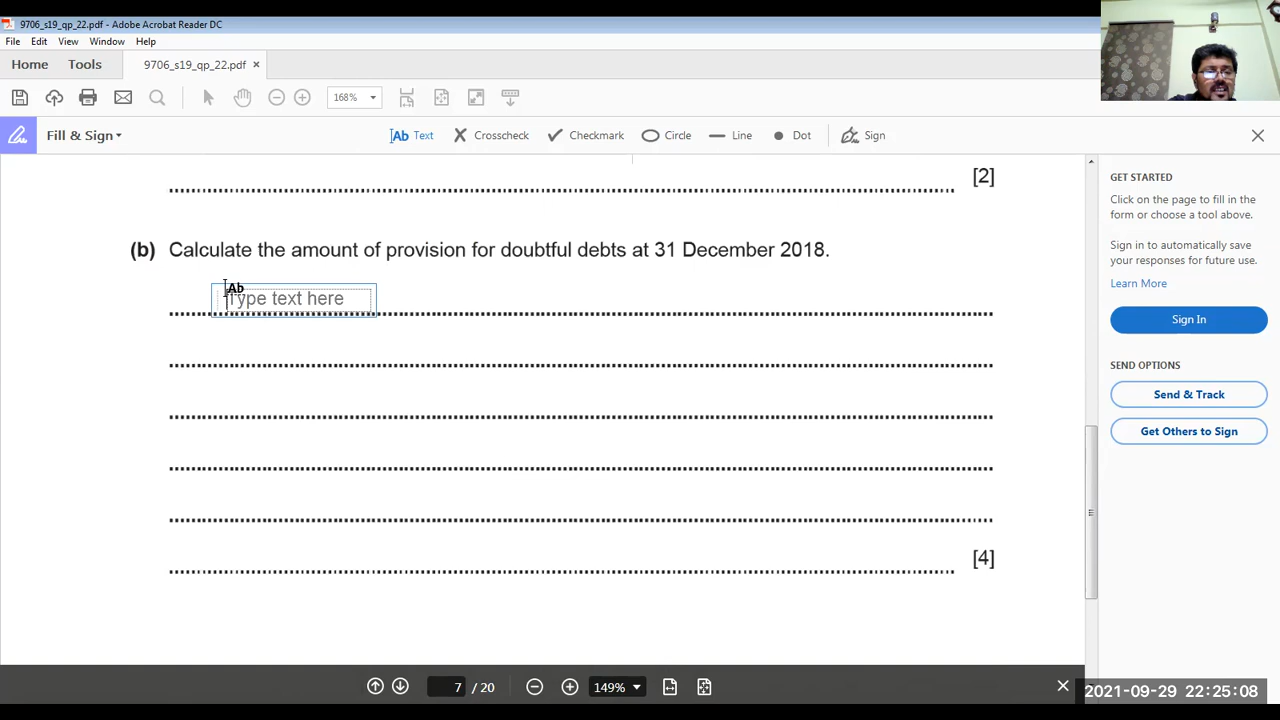 9706_s19_qp_22.pdf - Adobe Acrobat Reader DC
File Edit View Window Help
Home Tools 9706_s19_qp_22.pdf ×
168%
Fill & Sign
Ab Text Crosscheck Checkmark Circle Line Dot Sign
[2]
(b) Calculate the amount of provision for doubtful debts at 31 December 2018.
Ab
Type text here
[4]
GET STARTED
Click on the page to fill in the
form or choose a tool above.
Sign in to automatically save
your responses for future use.
Learn More
Sign In
SEND OPTIONS
Send & Track
Get Others to Sign
7 / 20 149%
2021-09-29 22:25:08